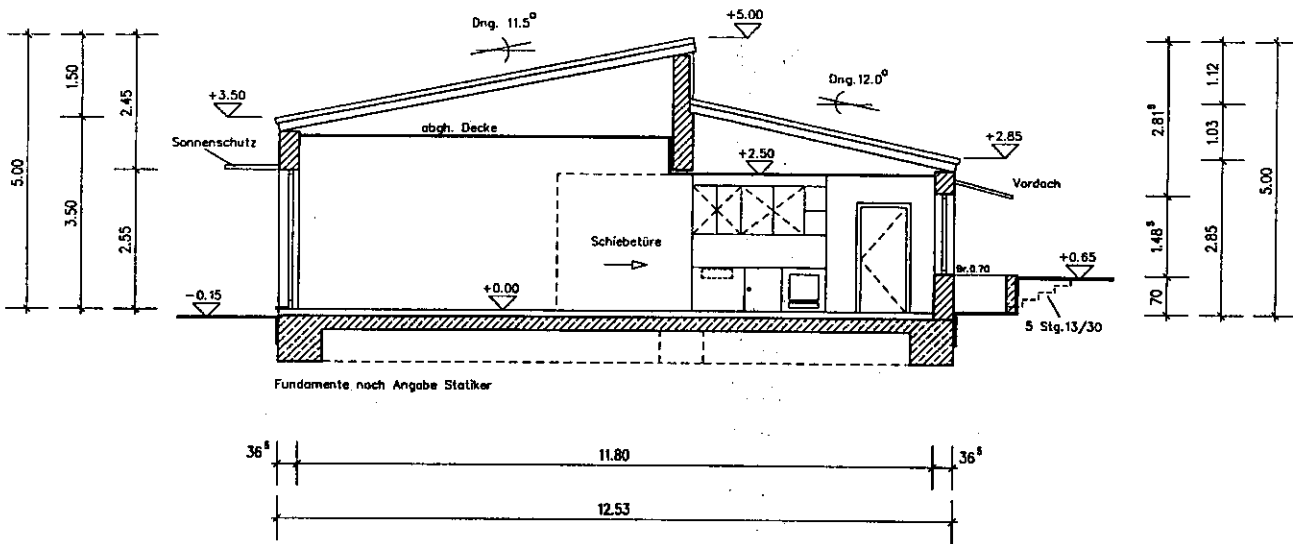 Dng. 11.5°
+5.00
Dng. 12.0°
+3.50
Sonnenschutz
abgh. Decke
+2.50
+2.85
Vordach
Schiebetüre
Br.0.70
+0.65
-0.15
+0.00
5 Stg.13/30
Fundamente nach Angabe Statiker
5.00
1.50
3.50
2.45
2.55
2.81⁵
1.48⁵
70
1.12
1.03
2.85
5.00
36⁵
11.80
36⁵
12.53